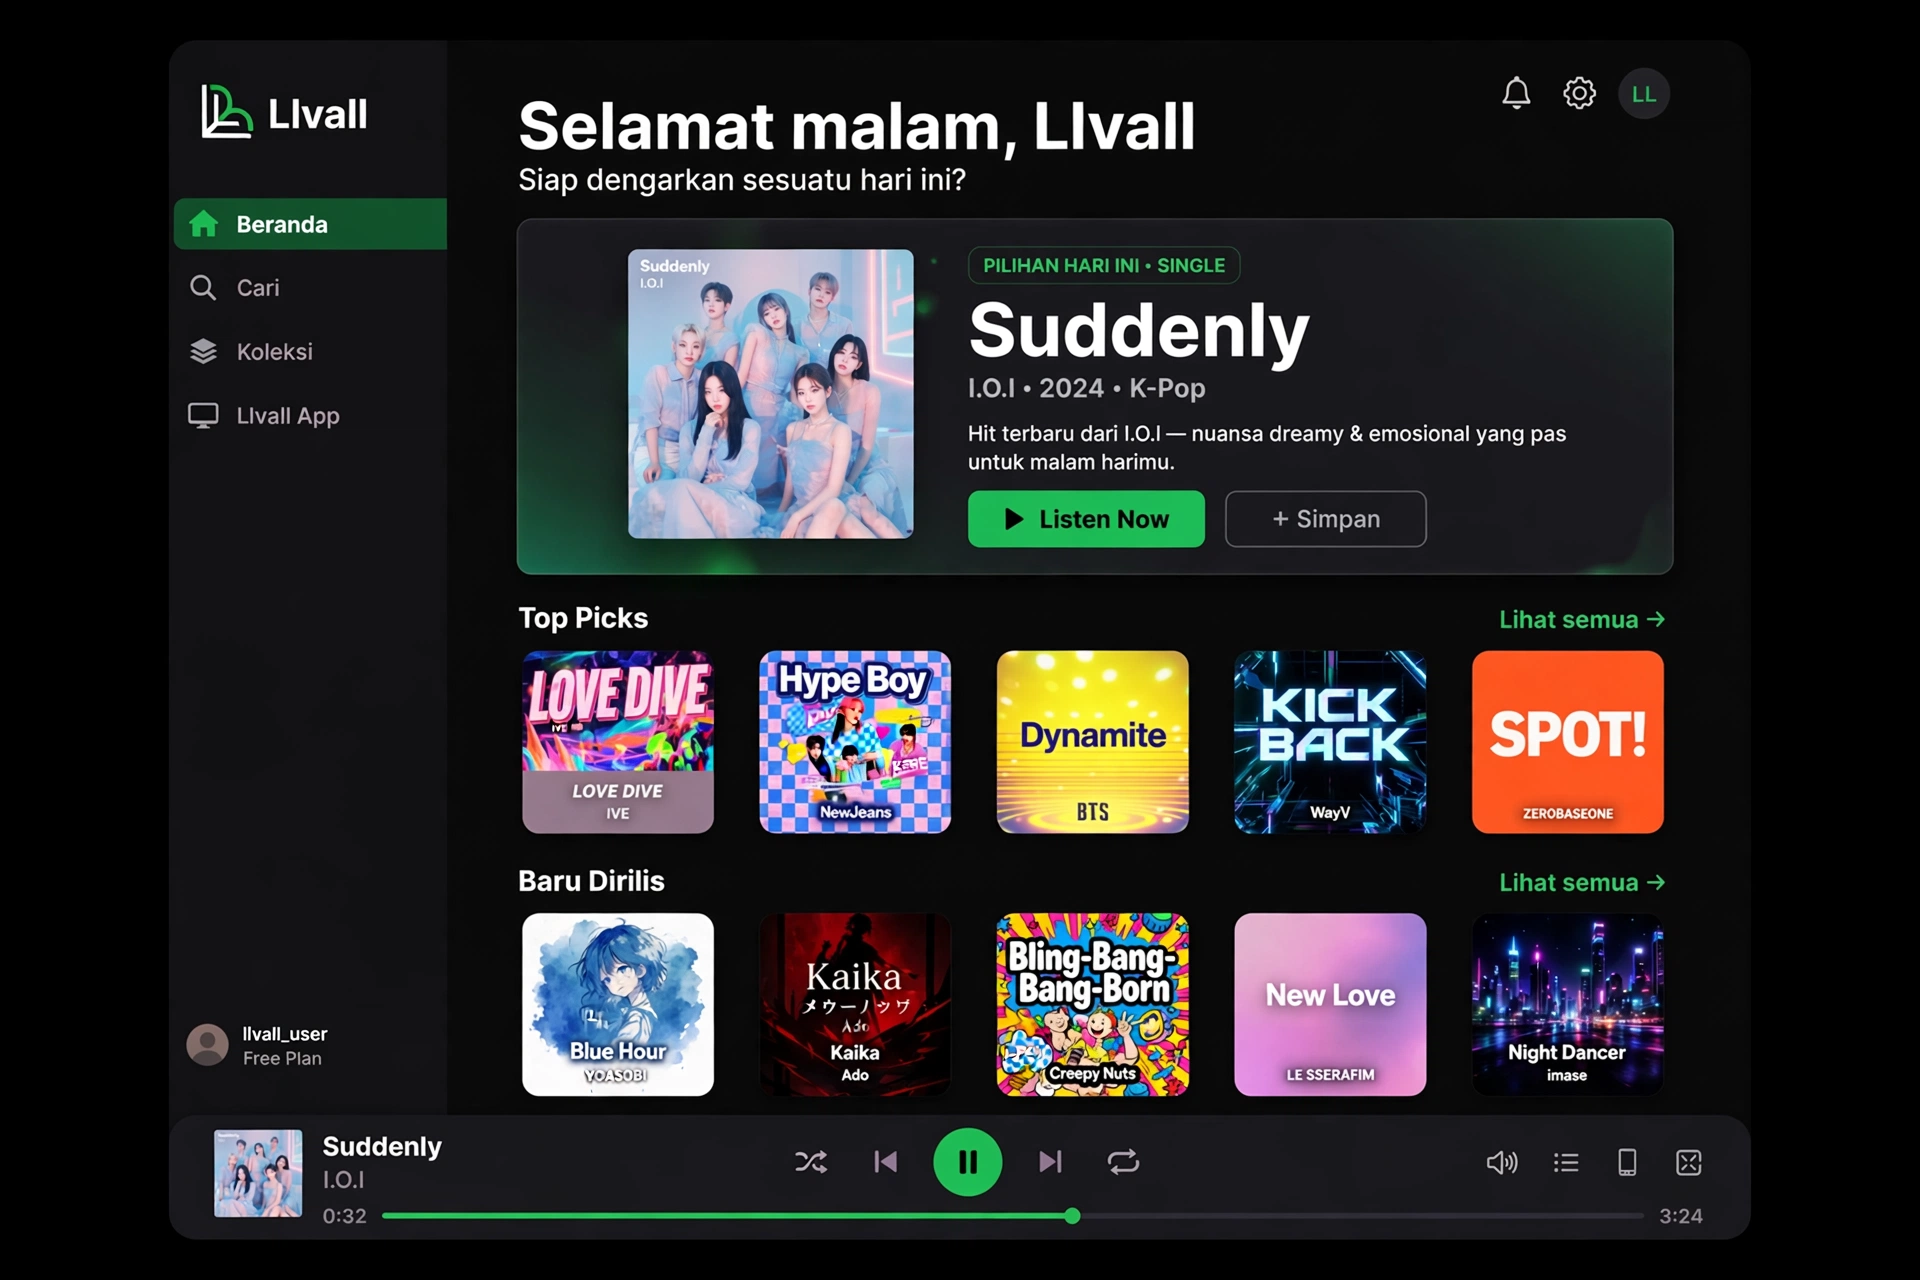 Llvall
Selamat malam, Llvall
Siap dengarkan sesuatu hari ini?
LL
Beranda
Cari
Koleksi
Llvall App
Suddenly
I.O.I
PILIHAN HARI INI • SINGLE
Suddenly
I.O.I • 2024 • K-Pop
Hit terbaru dari I.O.I — nuansa dreamy & emosional yang pas
untuk malam harimu.
Listen Now
+ Simpan
Top Picks
Lihat semua →
LOVE DIVE
IVE
LOVE DIVE
IVE
Hype Boy
NewJeans
Dynamite
BTS
KICK
BACK
WayV
SPOT!
ZEROBASEONE
Baru Dirilis
Lihat semua →
Blue Hour
YOASOBI
Kaika
Ado
Kaika
Ado
Bling-Bang-
Bang-Born
Creepy Nuts
New Love
LE SSERAFIM
Night Dancer
imase
llvall_user
Free Plan
Suddenly
I.O.I
0:32
3:24